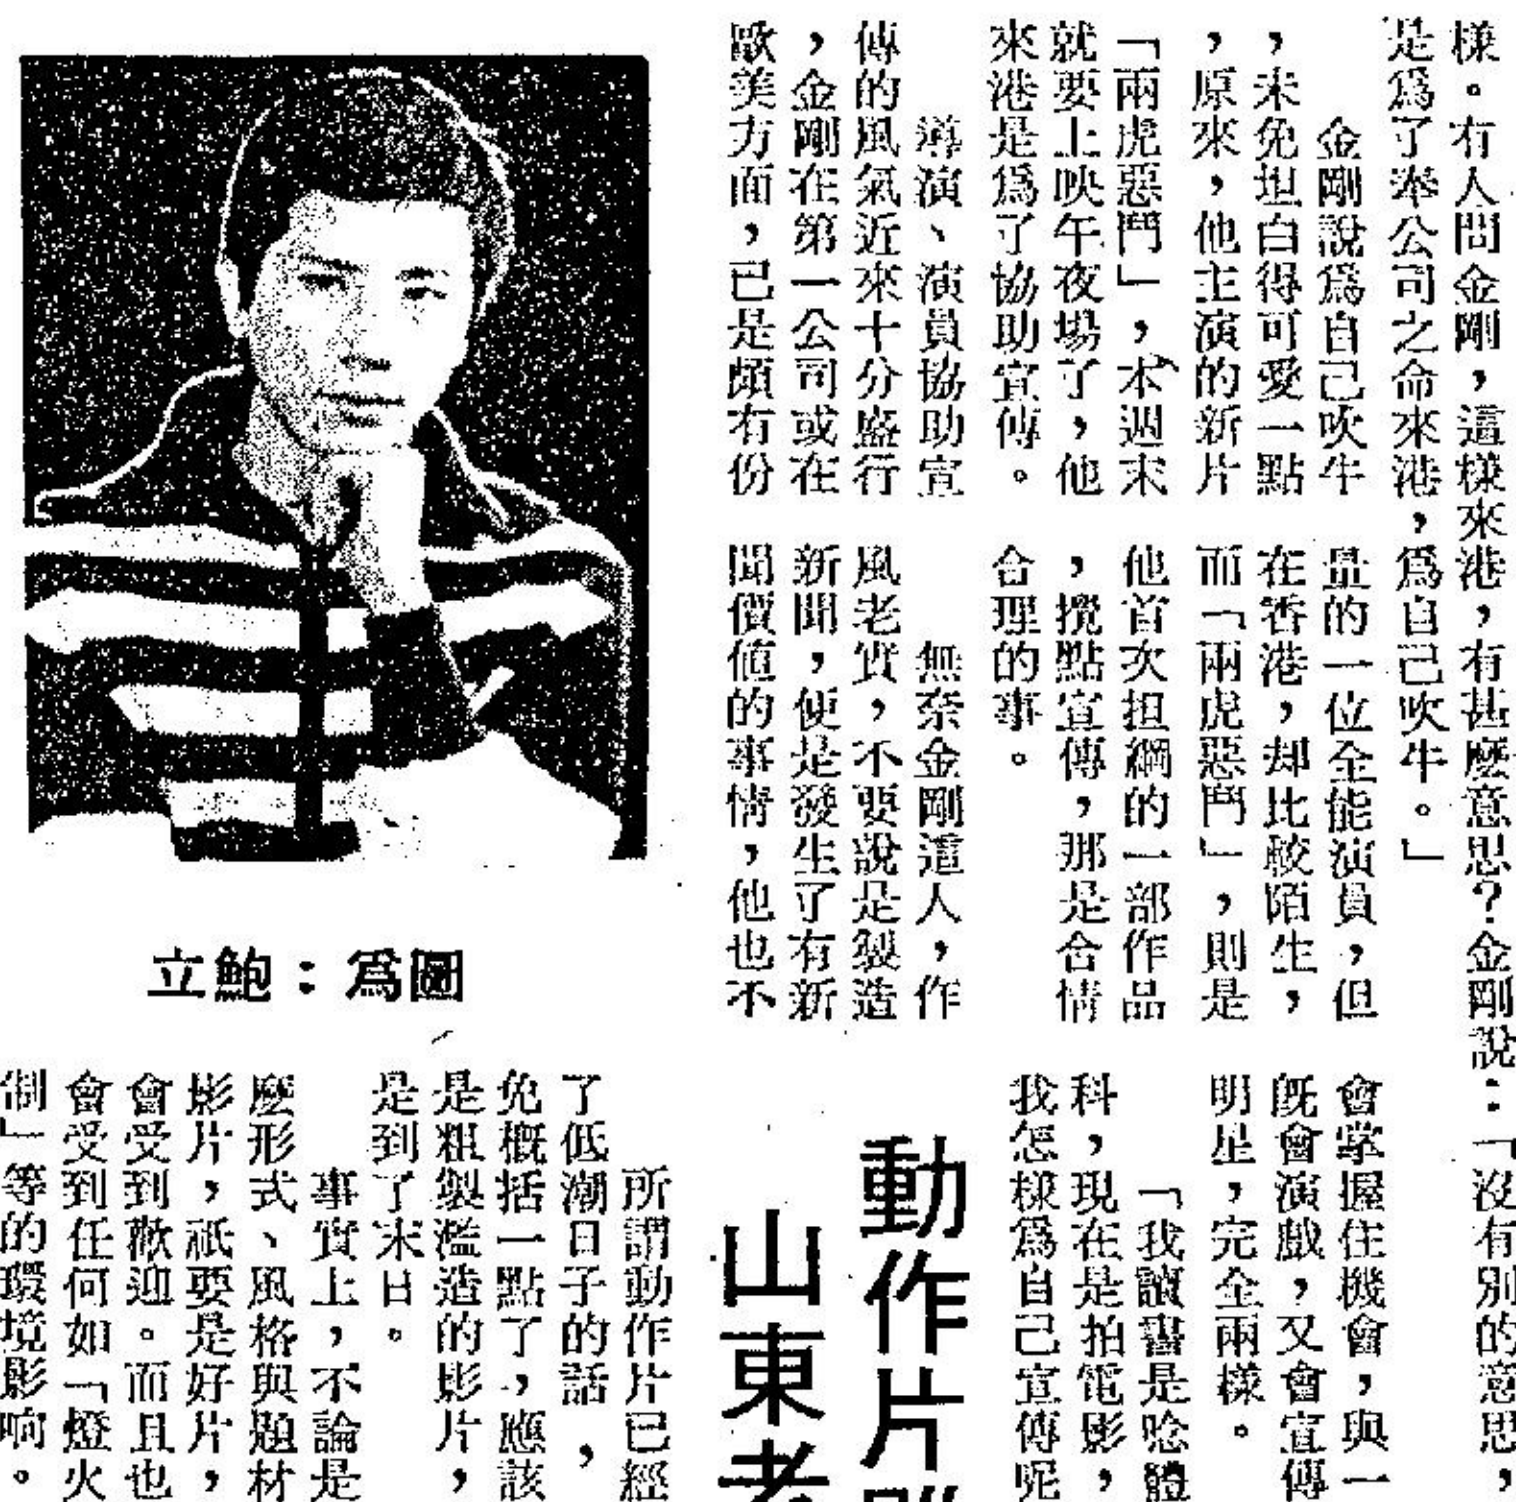 樣。有人問金剛,這樣來港,有甚麼意思?金剛說:「沒有別的意思,
是爲了奉公司之命來港,爲自己吹牛。」
金剛說爲自己吹牛
,未免坦白得可愛一點
,原來,他主演的新片
「兩虎惡鬥」,本週末
就要上映午夜場了,他
來港是爲了協助宣傳。
導演、演員協助宣
傳的風氣近來十分盛行
,金剛在第一公司或在
歐美方面,已是頗有份
量的一位全能演員,但
在香港,却比較陌生,
而「兩虎惡鬥」,則是
他首次担綱的一部作品
,攪點宣傳,那是合情
合理的事。
無奈金剛這人,作
風老實,不要說是製造
新聞,便是發生了有新
聞價值的事情,他也不
會掌握住機會,與一
既會演戲,又會宣傳
明星,完全兩樣。
「我讀書是唸體
科,現在是拍電影,
我怎樣爲自己宣傳呢
動作片
山東老
圖爲:鮑立
所謂動作片已經
了低潮日子的話,
免概括一點了,應該
是粗製濫造的影片,
是到了末日。
事實上,不論是
麽形式、風格與題材
影片,祇要是好片,
會受到歡迎。而且也
會受到任何如「燈火
制」等的環境影响。